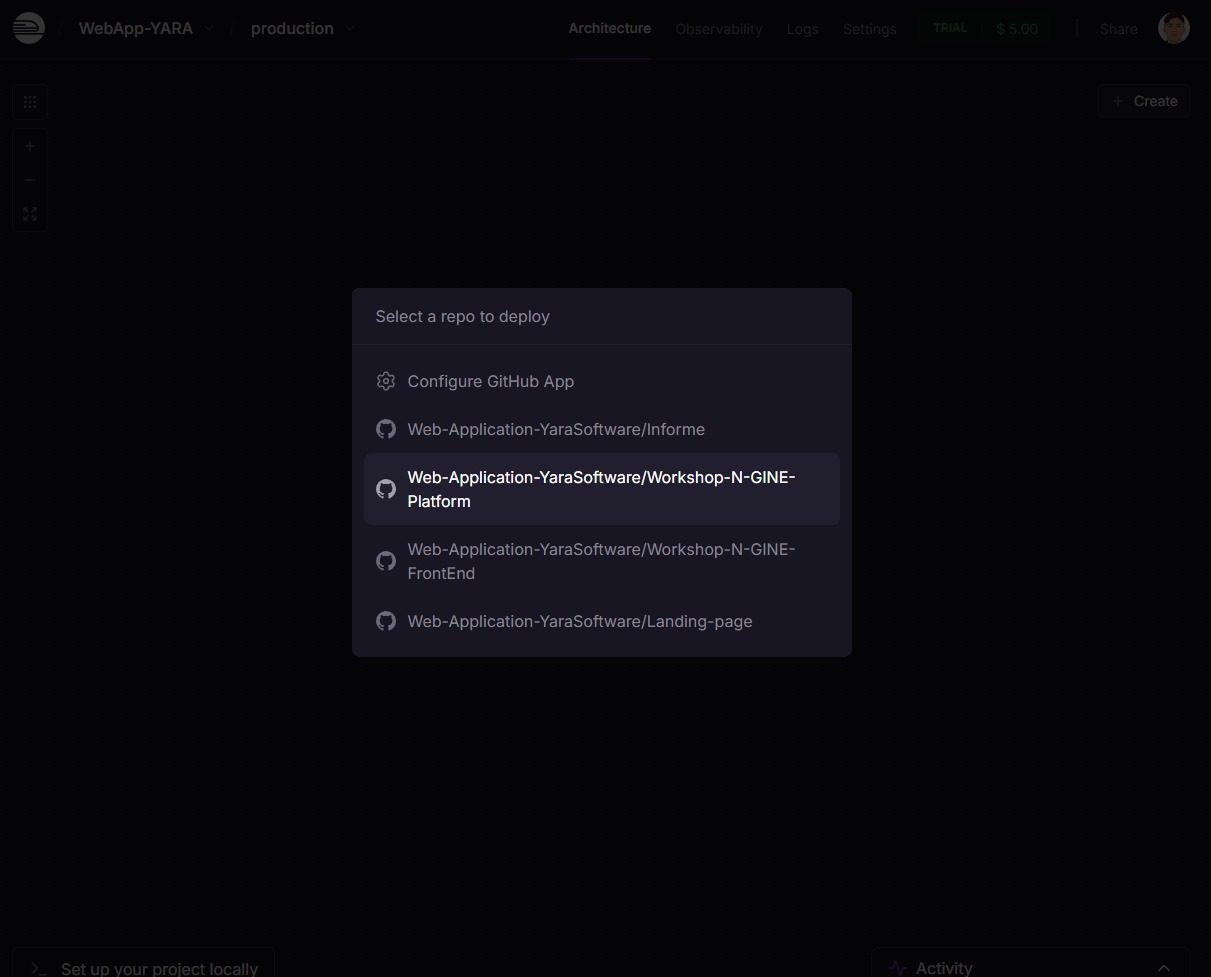 / WebApp-YARA / production
Architecture Observability Logs Settings TRIAL $ 5.00 Share
+ Create
Select a repo to deploy
Configure GitHub App
Web-Application-YaraSoftware/Informe
Web-Application-YaraSoftware/Workshop-N-GINE-
Platform
Web-Application-YaraSoftware/Workshop-N-GINE-
FrontEnd
Web-Application-YaraSoftware/Landing-page
Set up your project locally
Activity